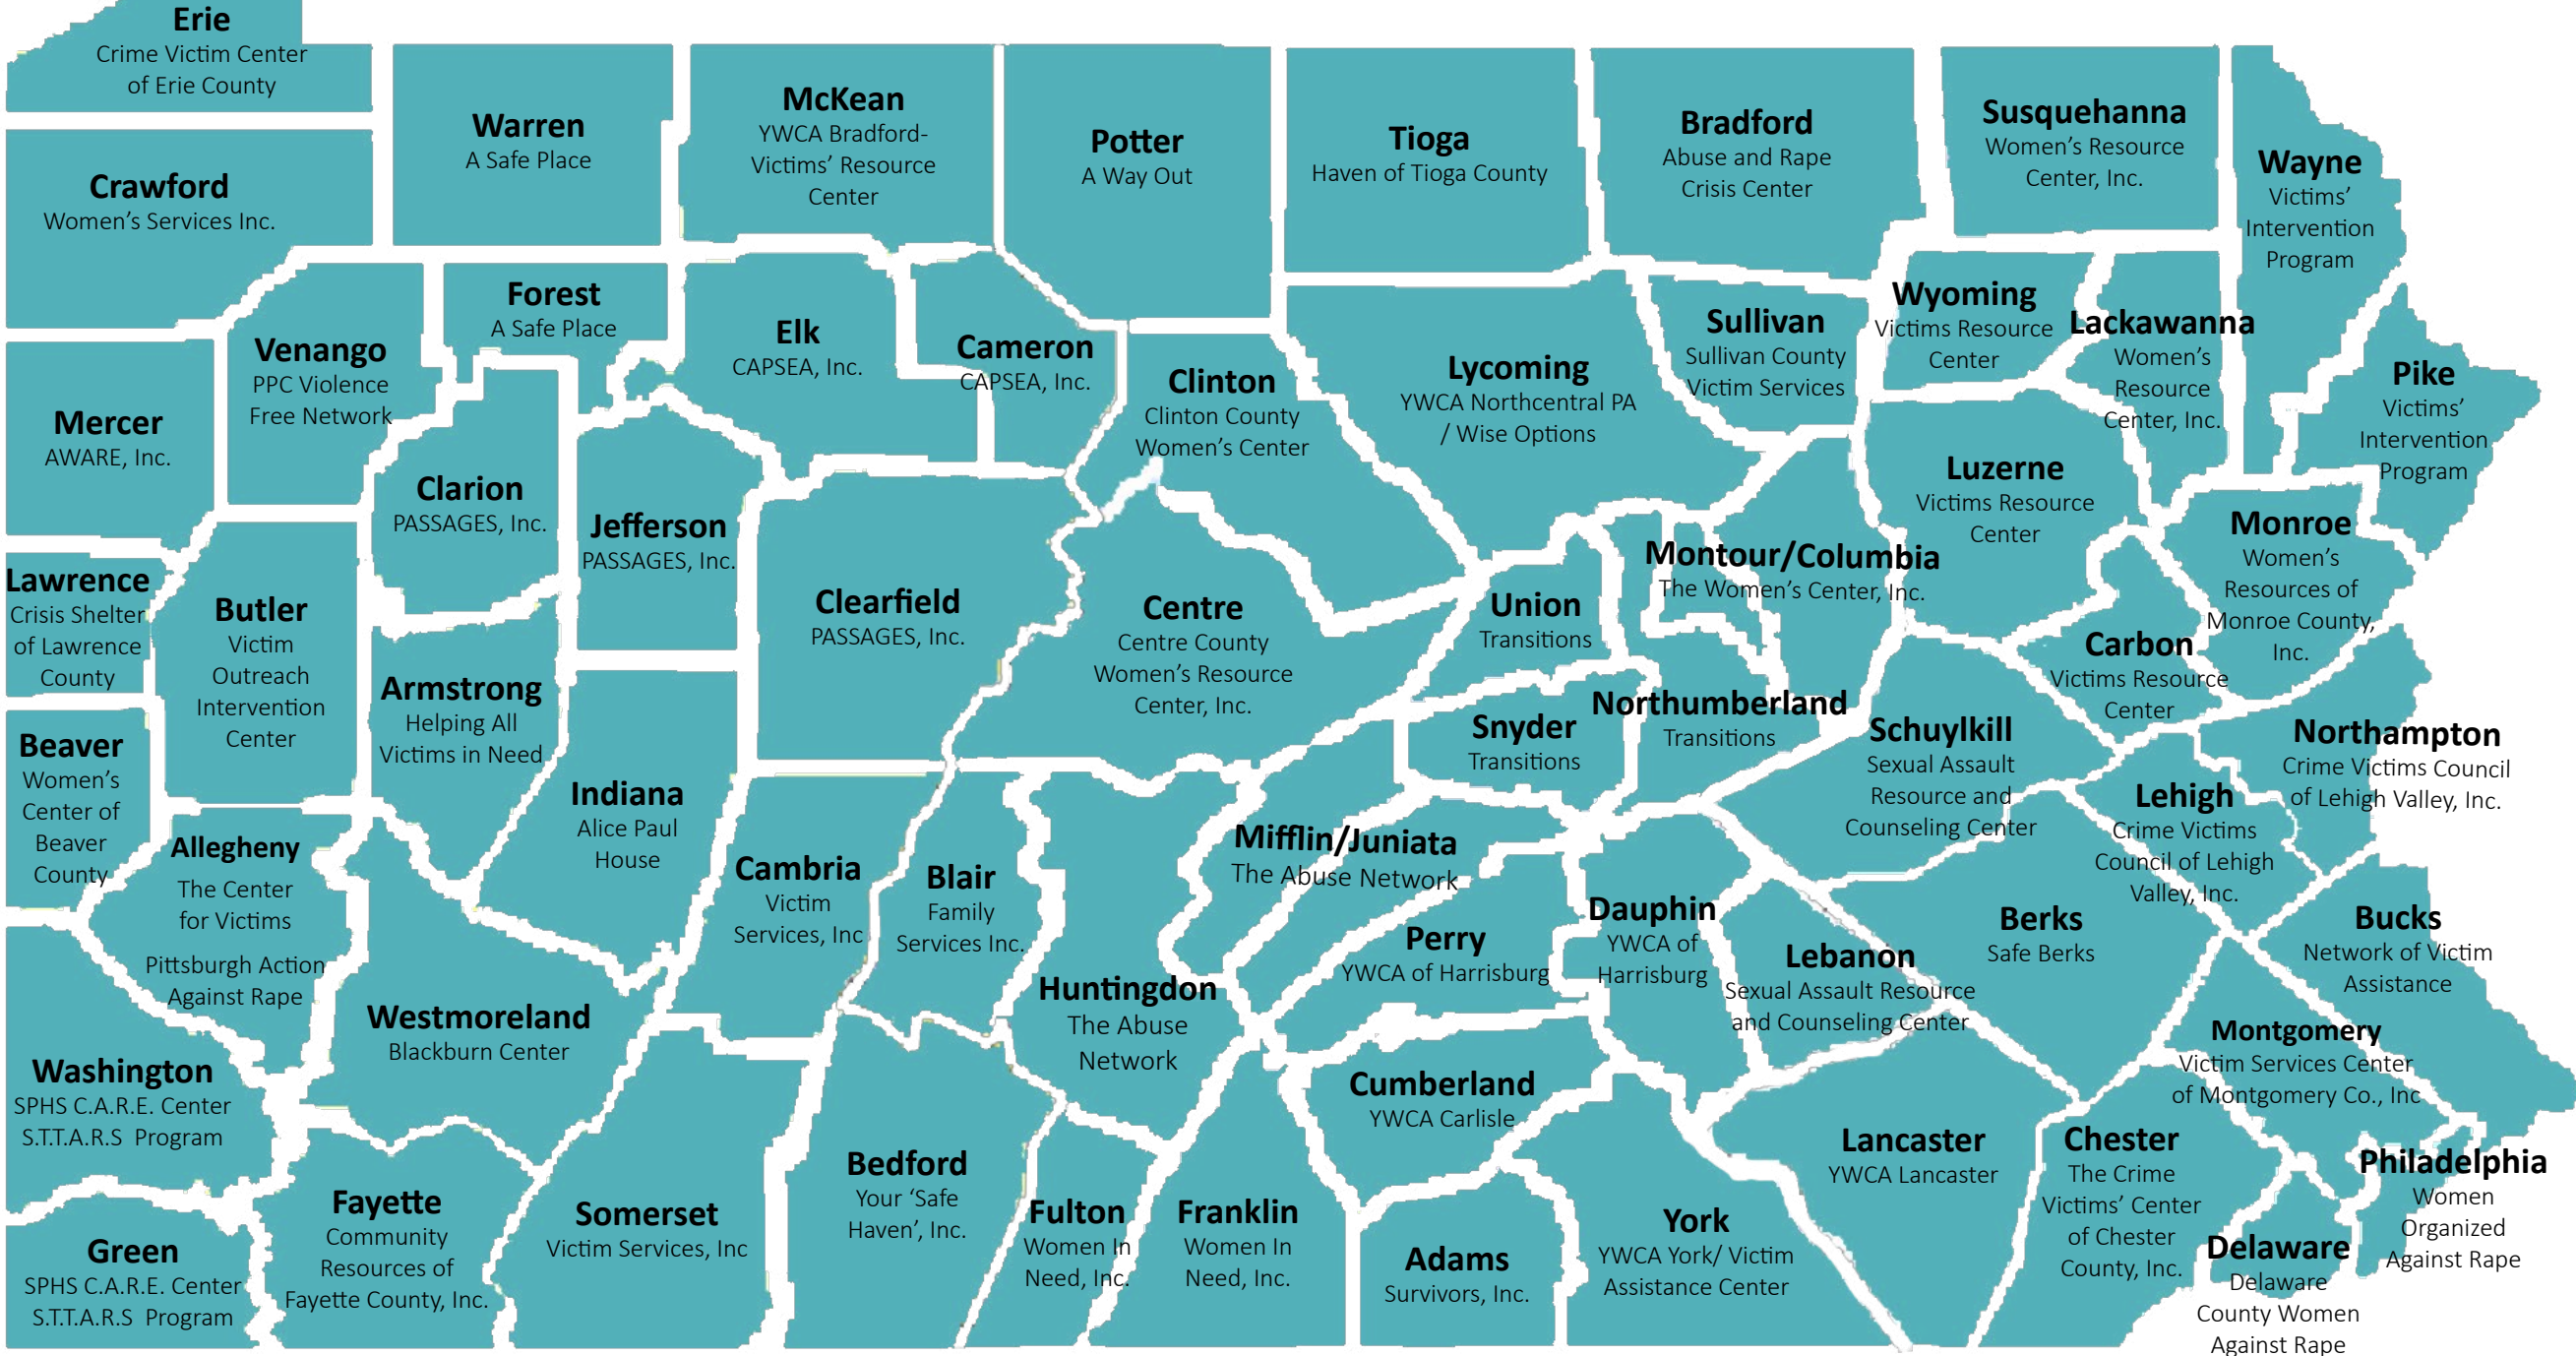 Erie
Crime Victim Center
of Erie County
Warren
A Safe Place
McKean
YWCA Bradford-
Victims’ Resource
Center
Potter
A Way Out
Tioga
Haven of Tioga County
Bradford
Abuse and Rape
Crisis Center
Susquehanna
Women’s Resource
Center, Inc.
Wayne
Victims’
Intervention
Program
Crawford
Women’s Services Inc.
Venango
PPC Violence
Free Network
Forest
A Safe Place
Elk
CAPSEA, Inc.
Cameron
CAPSEA, Inc.
Clinton
Clinton County
Women’s Center
Lycoming
YWCA Northcentral PA
/ Wise Options
Sullivan
Sullivan County
Victim Services
Wyoming
Victims Resource
Center
Lackawanna
Women’s
Resource
Center, Inc.
Pike
Victims’
Intervention
Program
Mercer
AWARE, Inc.
Clarion
PASSAGES, Inc.
Jefferson
PASSAGES, Inc.
Clearfield
PASSAGES, Inc.
Centre
Centre County
Women’s Resource
Center, Inc.
Union
Transitions
Montour/Columbia
The Women’s Center, Inc.
Luzerne
Victims Resource
Center
Monroe
Women’s
Resources of
Monroe County,
Inc.
Carbon
Victims Resource
Center
Lawrence
Crisis Shelter
of Lawrence
County
Butler
Victim
Outreach
Intervention
Center
Armstrong
Helping All
Victims in Need
Snyder
Transitions
Northumberland
Transitions
Schuylkill
Sexual Assault
Resource and
Counseling Center
Northampton
Crime Victims Council
of Lehigh Valley, Inc.
Lehigh
Crime Victims
Council of Lehigh
Valley, Inc.
Beaver
Women’s
Center of
Beaver
County
Allegheny
The Center
for Victims
Pittsburgh Action
Against Rape
Indiana
Alice Paul
House
Cambria
Victim
Services, Inc
Blair
Family
Services Inc.
Huntingdon
The Abuse
Network
Mifflin/Juniata
The Abuse Network
Perry
YWCA of Harrisburg
Dauphin
YWCA of
Harrisburg
Lebanon
Sexual Assault Resource
and Counseling Center
Berks
Safe Berks
Bucks
Network of Victim
Assistance
Montgomery
Victim Services Center
of Montgomery Co., Inc
Washington
SPHS C.A.R.E. Center
S.T.T.A.R.S Program
Westmoreland
Blackburn Center
Cumberland
YWCA Carlisle
Lancaster
YWCA Lancaster
Chester
The Crime
Victims’ Center
of Chester
County, Inc.
Philadelphia
Women
Organized
Against Rape
Green
SPHS C.A.R.E. Center
S.T.T.A.R.S Program
Fayette
Community
Resources of
Fayette County, Inc.
Somerset
Victim Services, Inc
Bedford
Your ‘Safe
Haven’, Inc.
Fulton
Women In
Need, Inc.
Franklin
Women In
Need, Inc.
Adams
Survivors, Inc.
York
YWCA York/ Victim
Assistance Center
Delaware
Delaware
County Women
Against Rape